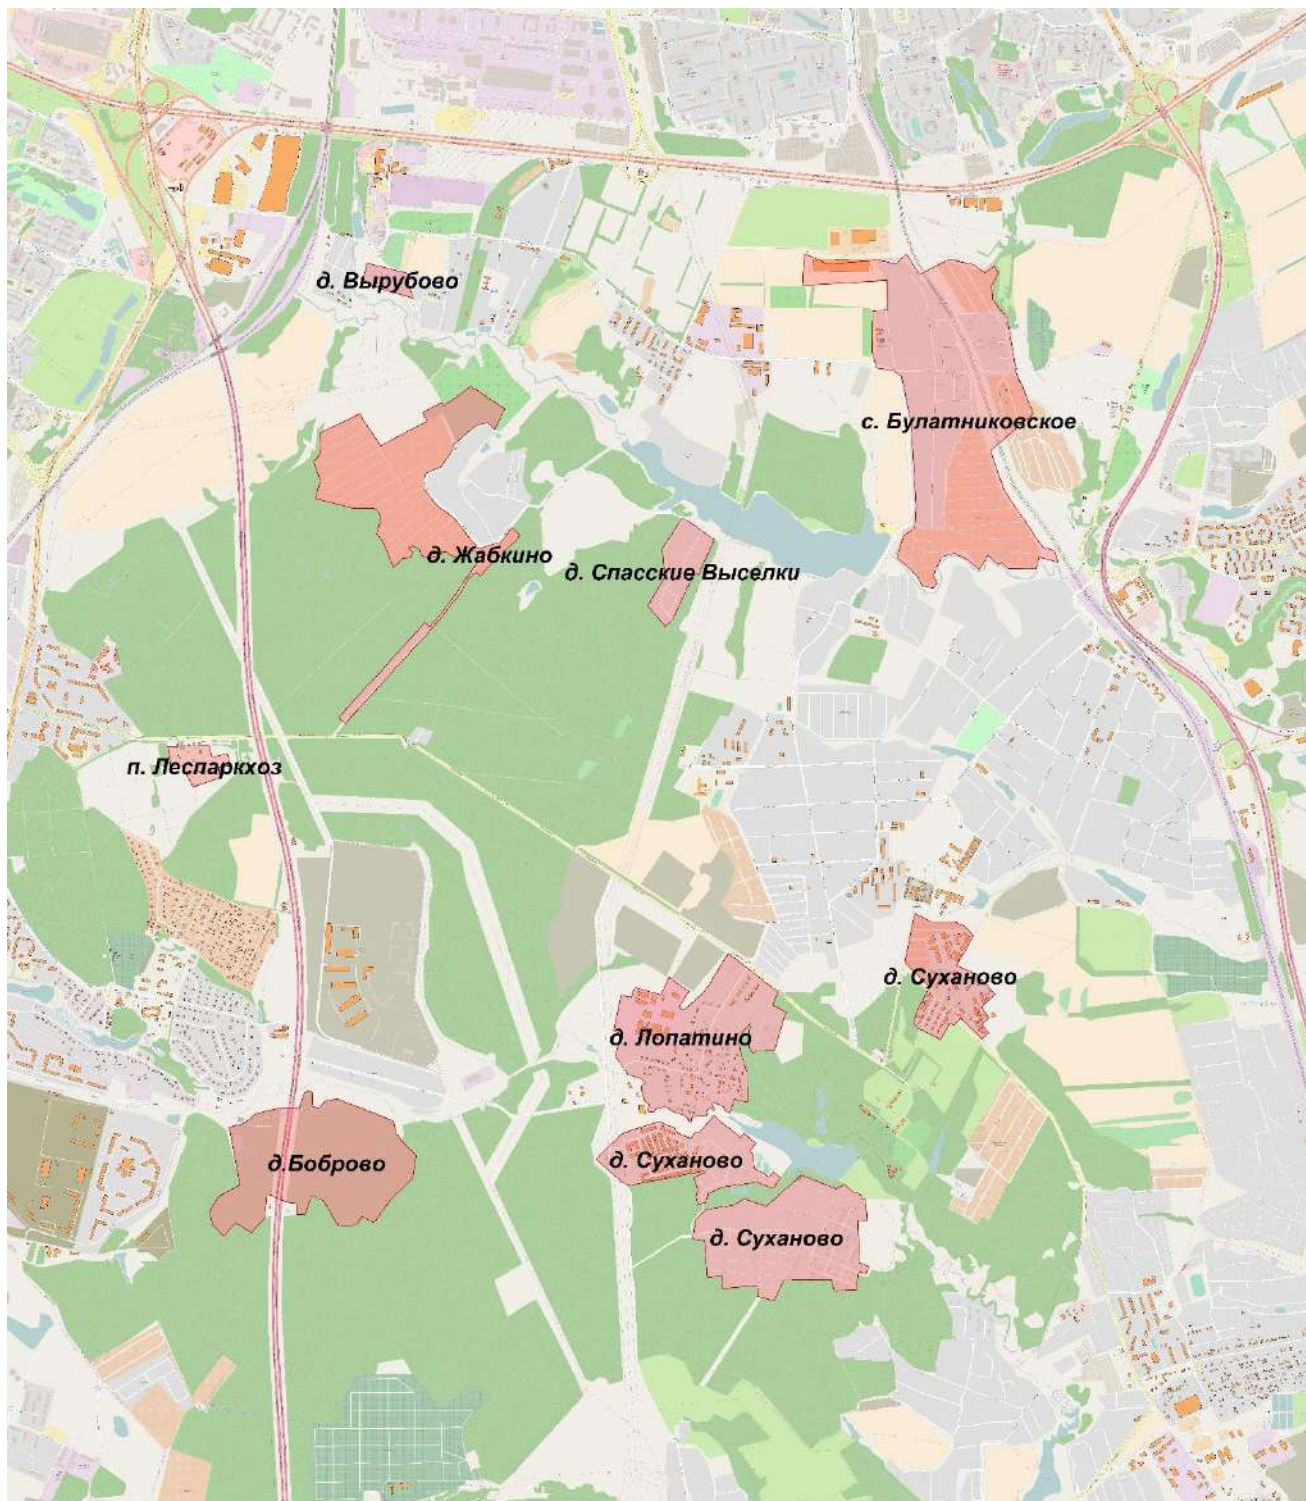 д. Вырубово
с. Булатниковское
д. Жабкино
д. Спасские Выселки
п. Леспаркхоз
д. Суханово
д. Лопатино
д. Суханово
д.Боброво
д. Суханово